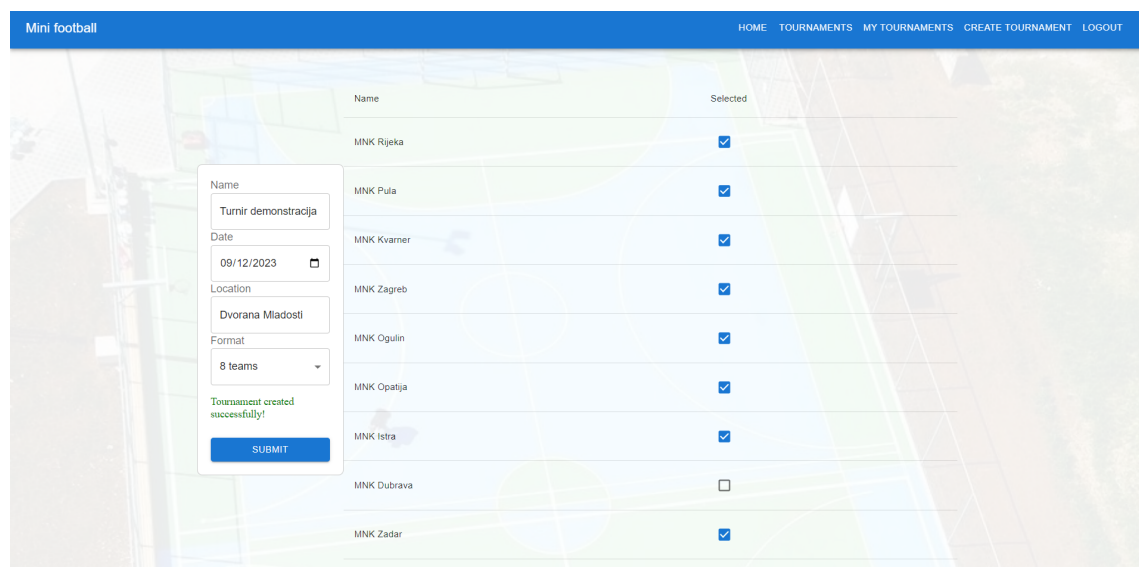 Mini football
HOME TOURNAMENTS MY TOURNAMENTS CREATE TOURNAMENT LOGOUT
Name
Turnir demonstracija
Date
09/12/2023
Location
Dvorana Mladosti
Format
8 teams
Tournament created
successfully!
SUBMIT
Name Selected
MNK Rijeka
MNK Pula
MNK Kvarner
MNK Zagreb
MNK Ogulin
MNK Opatija
MNK Istra
MNK Dubrava
MNK Zadar